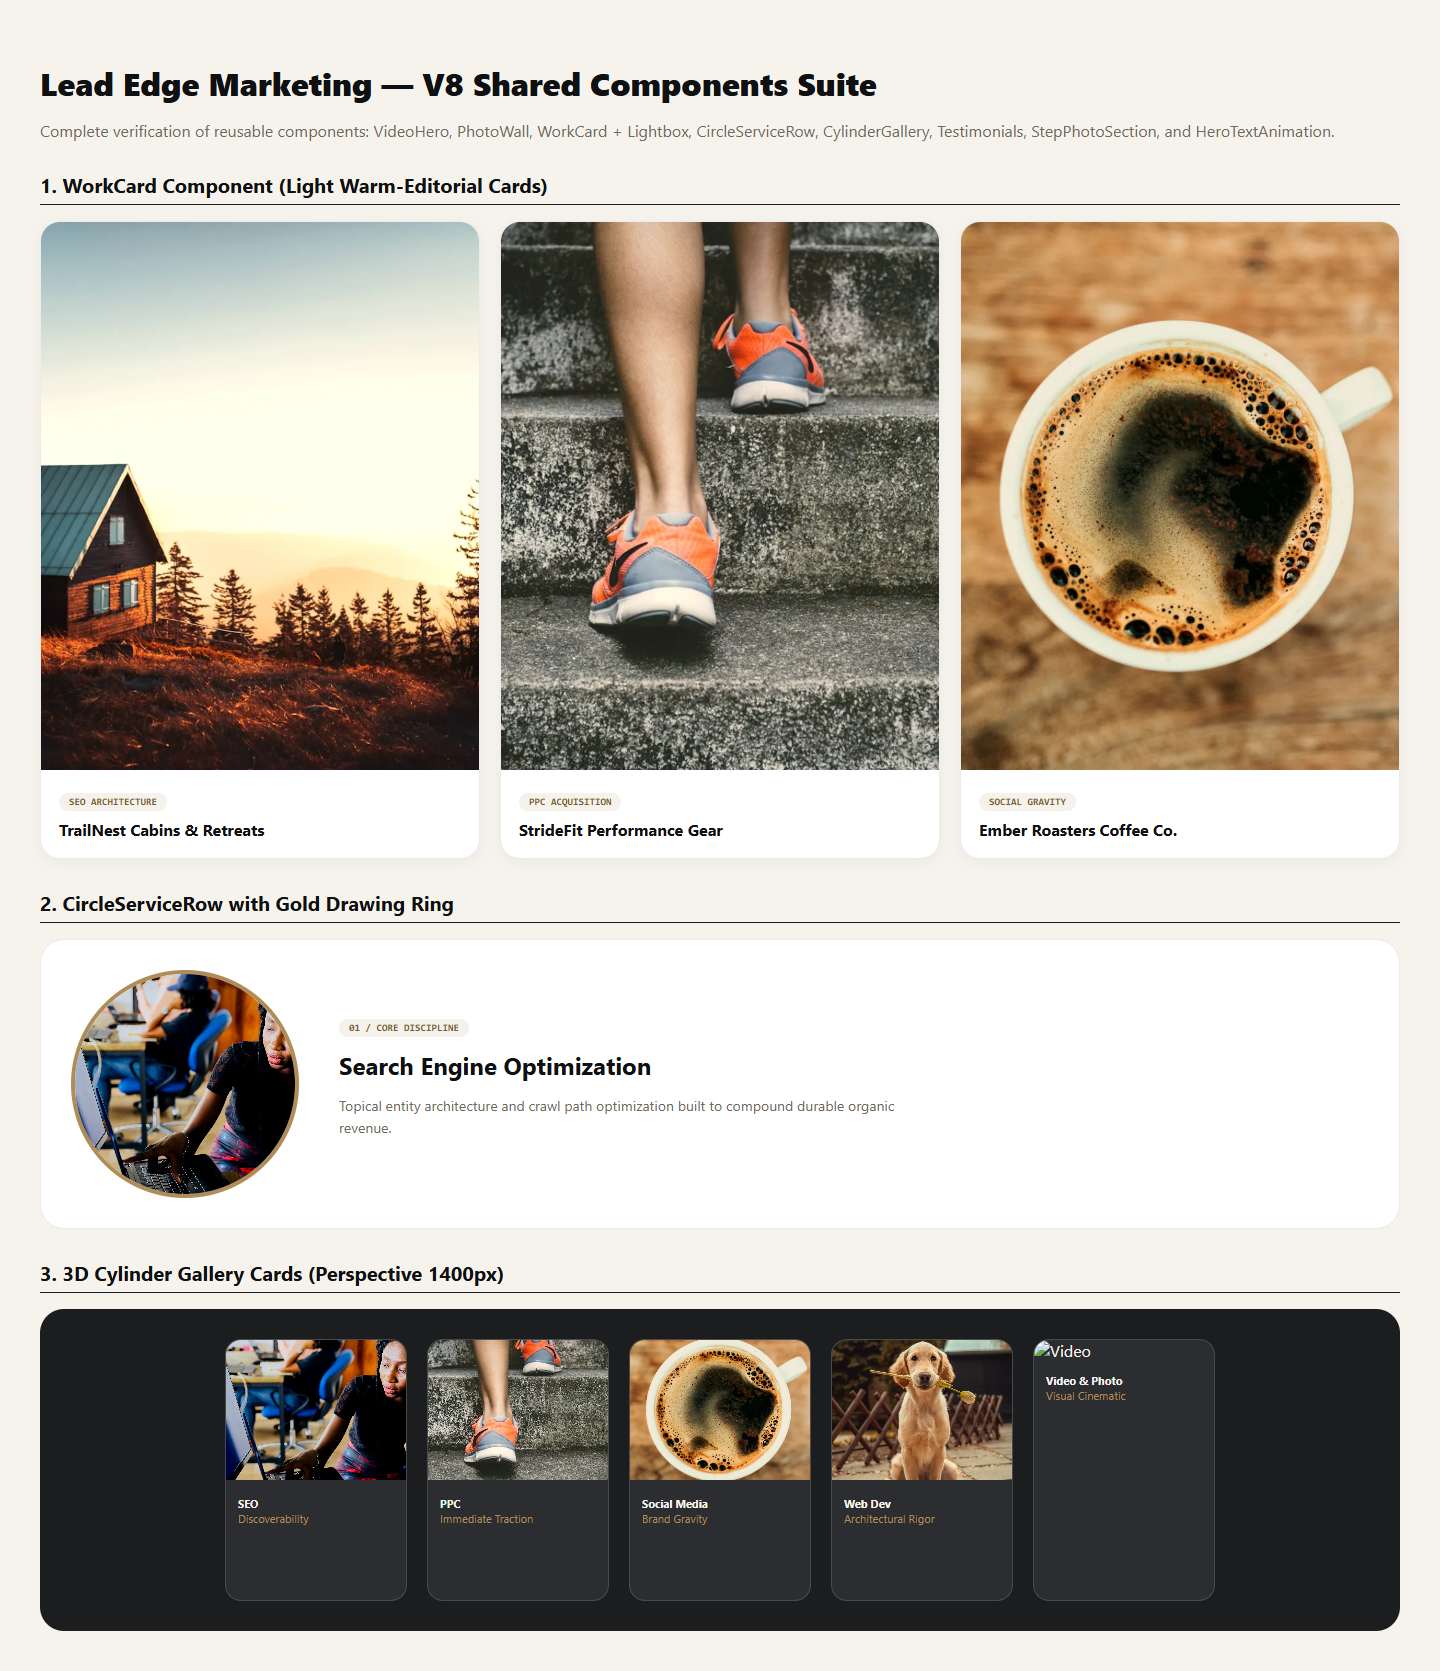 Lead Edge Marketing — V8 Shared Components Suite
Complete verification of reusable components: VideoHero, PhotoWall, WorkCard + Lightbox, CircleServiceRow, CylinderGallery, Testimonials, StepPhotoSection, and HeroTextAnimation.
1. WorkCard Component (Light Warm-Editorial Cards)
SEO ARCHITECTURE
TrailNest Cabins & Retreats
PPC ACQUISITION
StrideFit Performance Gear
SOCIAL GRAVITY
Ember Roasters Coffee Co.
2. CircleServiceRow with Gold Drawing Ring
01 / CORE DISCIPLINE
Search Engine Optimization
Topical entity architecture and crawl path optimization built to compound durable organic
revenue.
3. 3D Cylinder Gallery Cards (Perspective 1400px)
SEO
Discoverability
PPC
Immediate Traction
Social Media
Brand Gravity
Web Dev
Architectural Rigor
Video
Video & Photo
Visual Cinematic